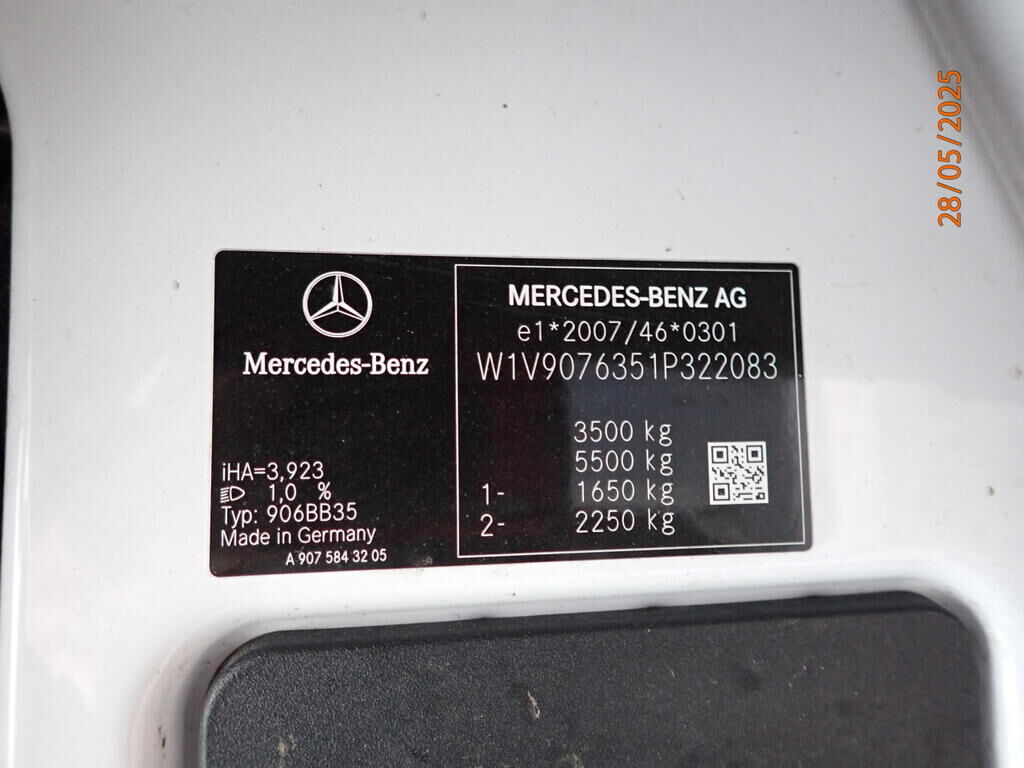 28/05/2025
Mercedes-Benz
iHA=3,923
1,0 %
Typ: 906BB35
Made in Germany
A 907 584 32 05
MERCEDES-BENZ AG
e1*2007/46*0301
W1V9076351P322083
3500 kg
5500 kg
1- 1650 kg
2- 2250 kg